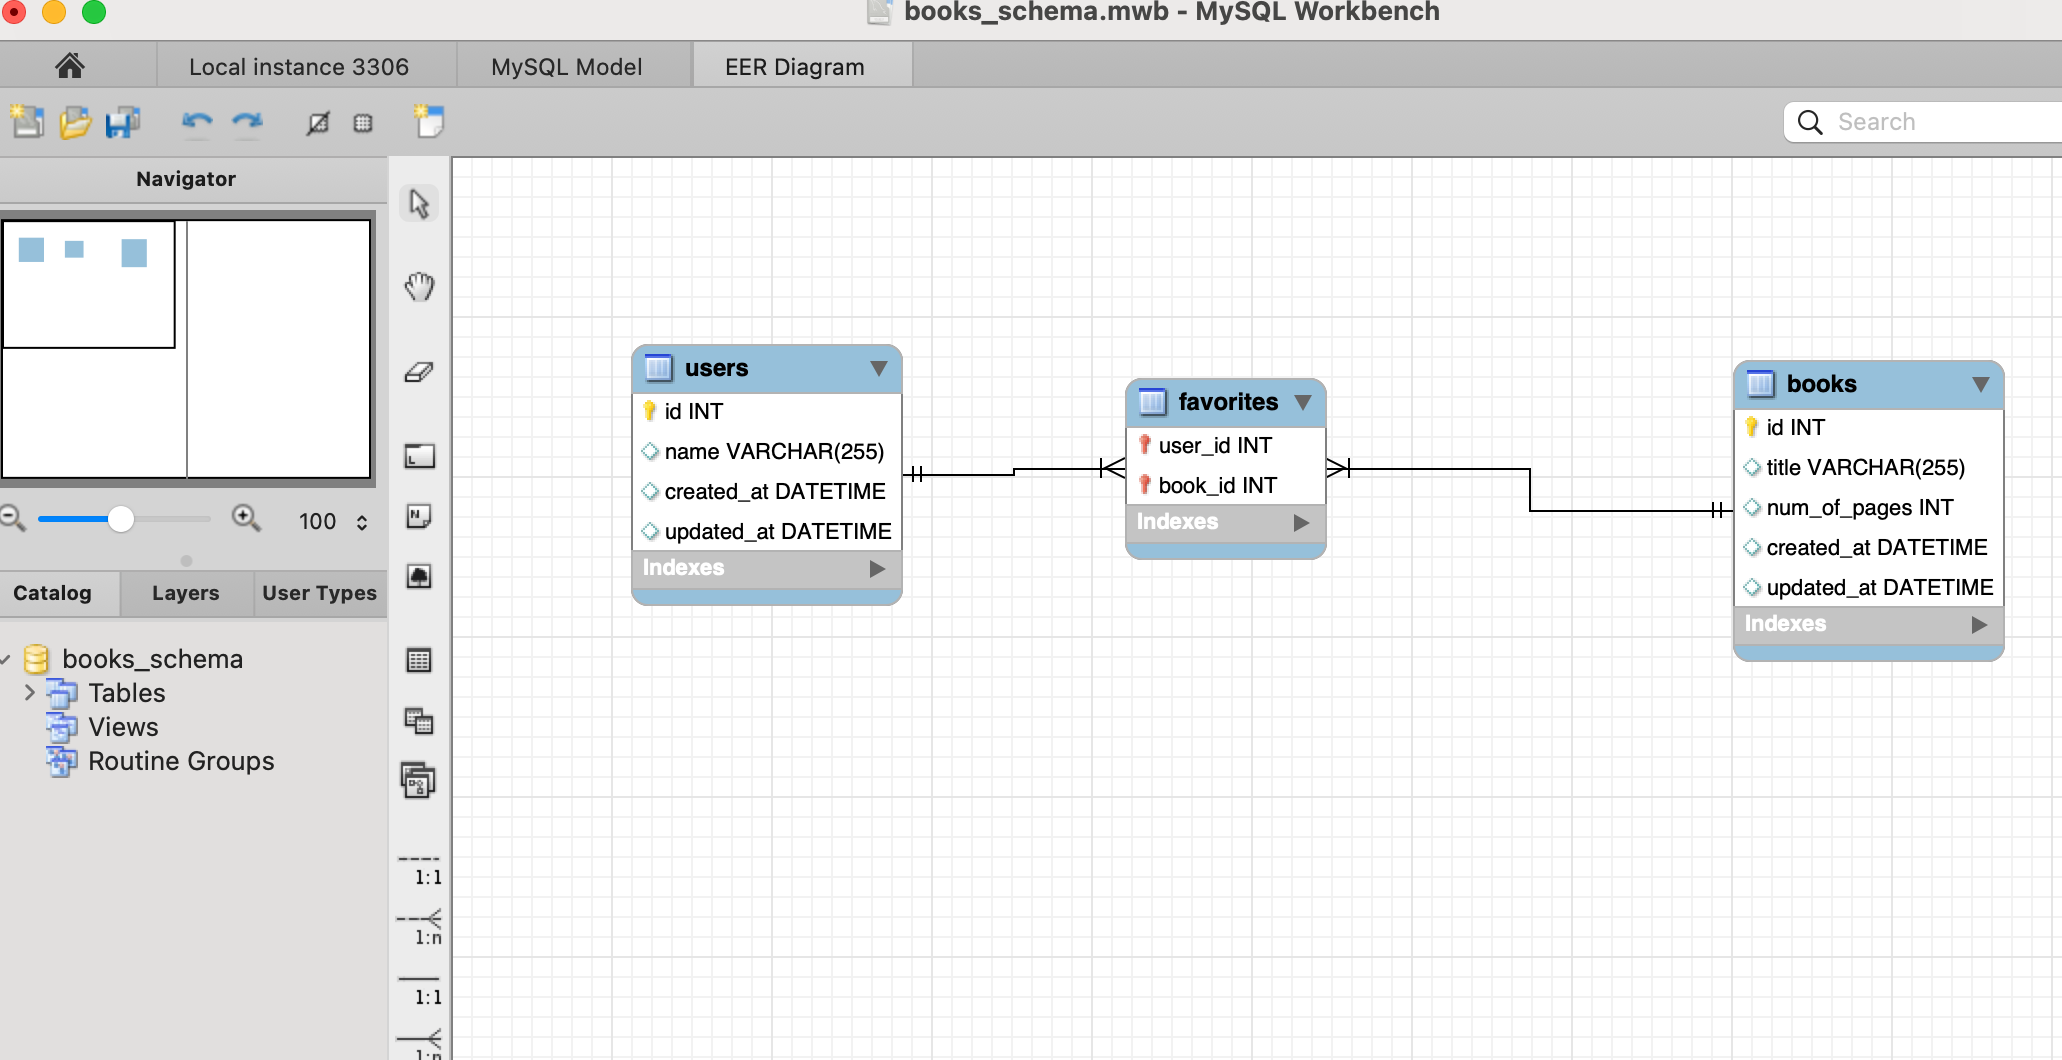 books_schema.mwb - MySQL Workbench
Local instance 3306
MySQL Model
EER Diagram
Search
Navigator
100
Catalog
Layers
User Types
books_schema
Tables
Views
Routine Groups
L
N
1:1
1:n
1:1
1:n
users
id INT
name VARCHAR(255)
created_at DATETIME
updated_at DATETIME
Indexes
favorites
user_id INT
book_id INT
Indexes
books
id INT
title VARCHAR(255)
num_of_pages INT
created_at DATETIME
updated_at DATETIME
Indexes